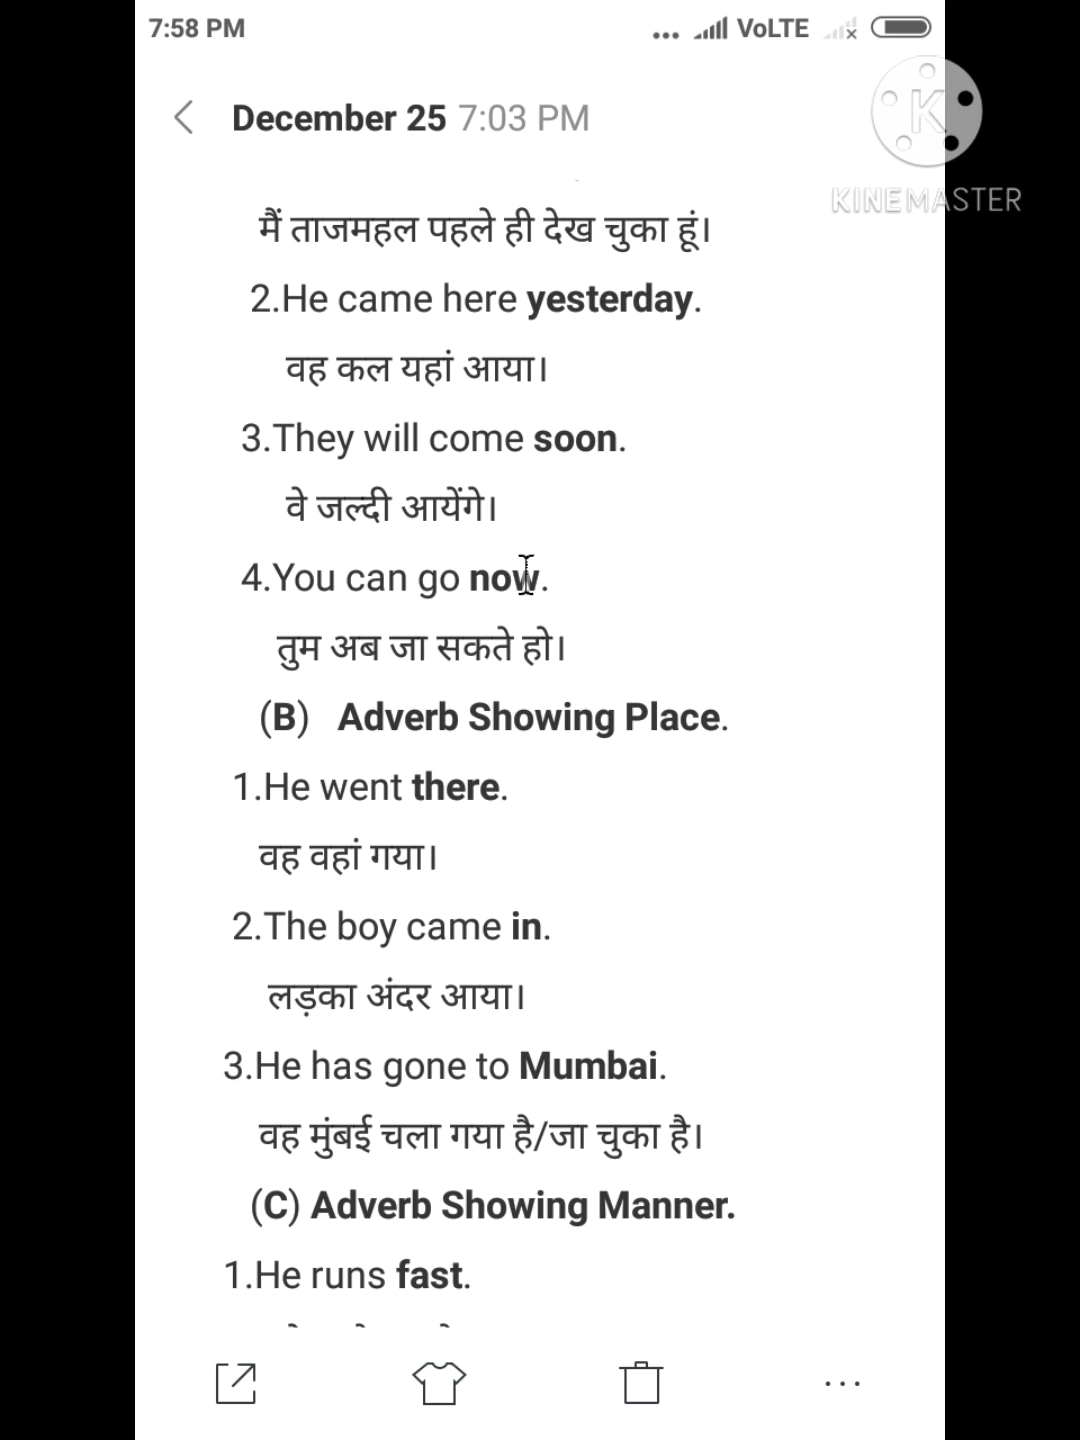 7:58 PM
... VoLTE
December 25 7:03 PM
K
KINEMASTER
मैं ताजमहल पहले ही देख चुका हूं।
2.He came here yesterday.
वह कल यहां आया।
3.They will come soon.
वे जल्दी आयेंगे।
4.You can go now.
तुम अब जा सकते हो।
(B) Adverb Showing Place.
1.He went there.
वह वहां गया।
2.The boy came in.
लड़का अंदर आया।
3.He has gone to Mumbai.
वह मुंबई चला गया है/जा चुका है।
(C) Adverb Showing Manner.
1.He runs fast.